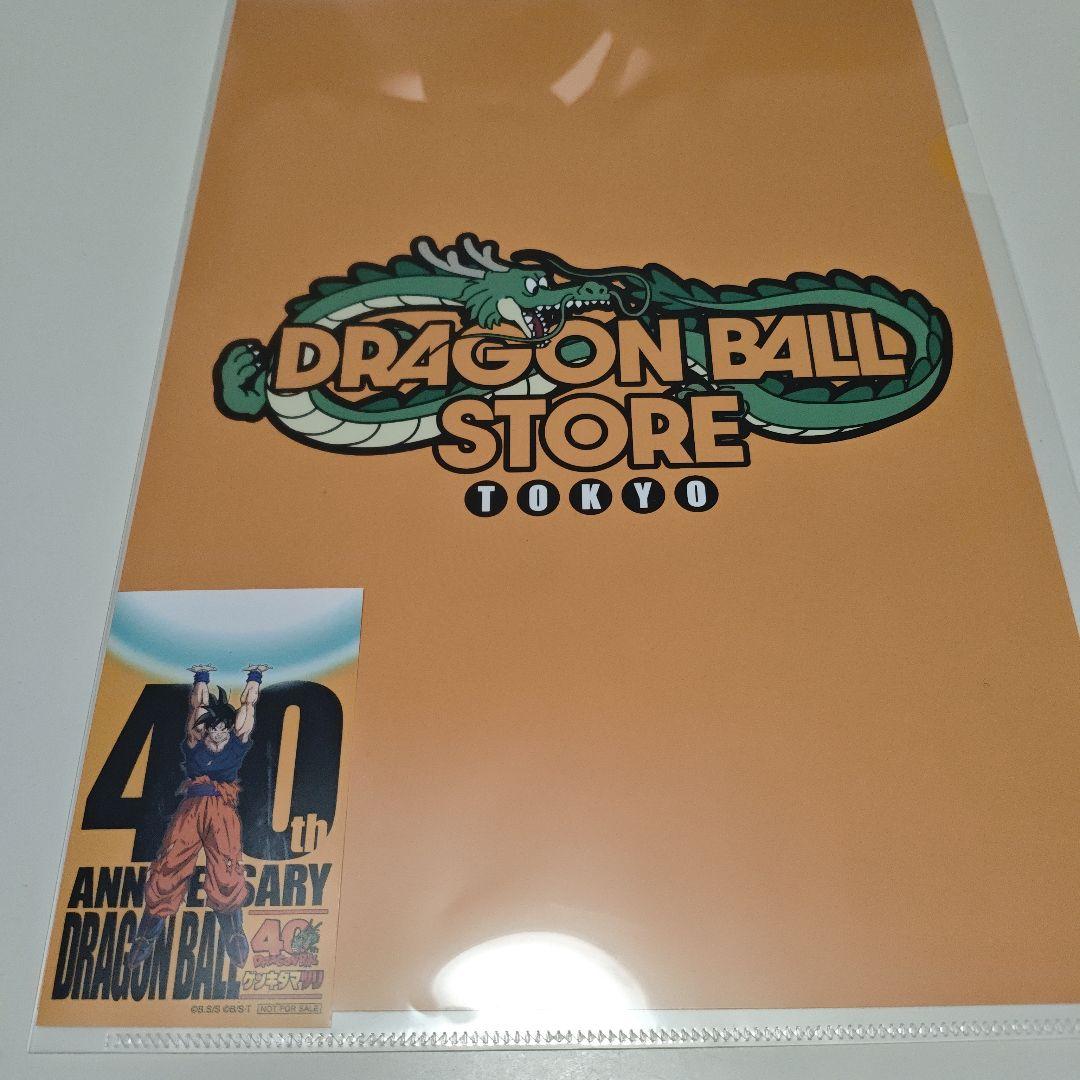 DRAGON BALL
STORE
TOKYO
40th
ANNIVERSARY
DRAGON BALL
40
DRAGON BALL
ゲンキダマツリ
©B.S/S ©B/S・T NOT FOR SALE